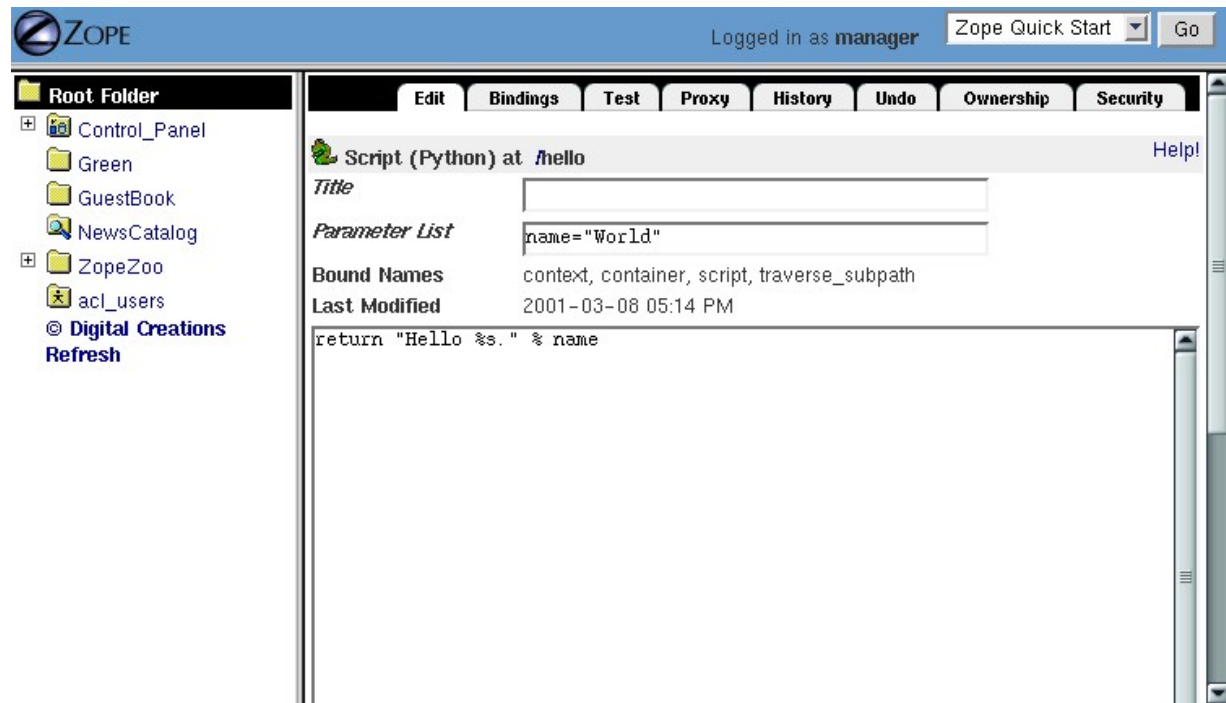 ZOPE
Logged in as manager
Zope Quick Start
Go
Root Folder
Control_Panel
Green
GuestBook
NewsCatalog
ZopeZoo
acl_users
© Digital Creations
Refresh
Edit Bindings Test Proxy History Undo Ownership Security
Script (Python) at /hello
Help!
Title
Parameter List name="World"
Bound Names context, container, script, traverse_subpath
Last Modified 2001-03-08 05:14 PM
return "Hello %s." % name